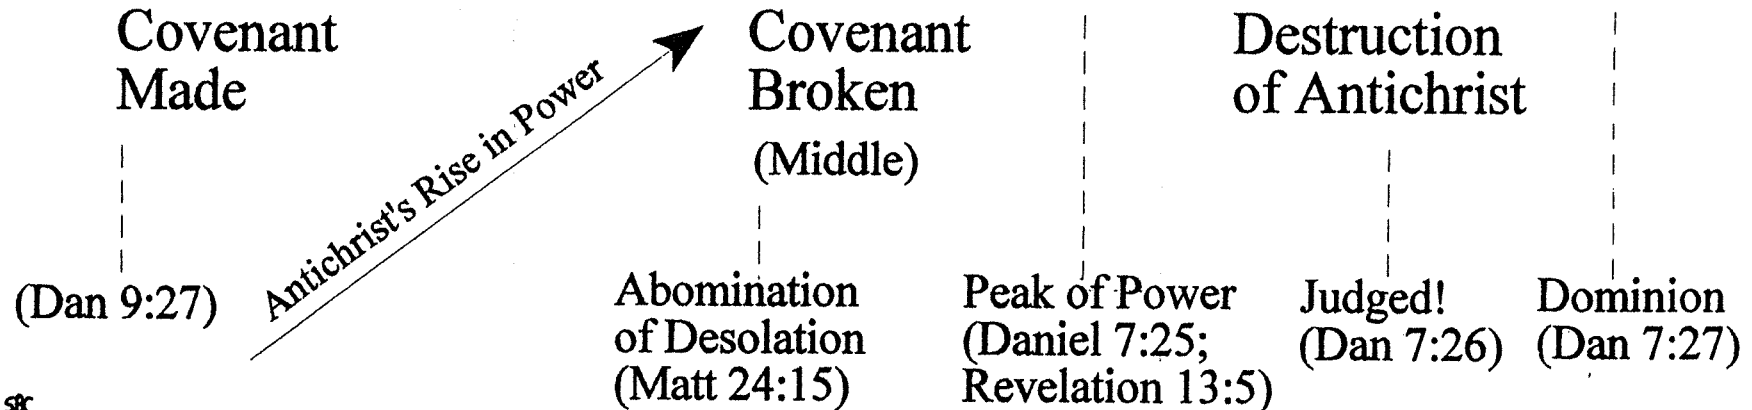 Covenant
Made
Antichrist's Rise in Power
Covenant
Broken
(Middle)
Destruction
of Antichrist
(Dan 9:27)
Abomination
of Desolation
(Matt 24:15)
Peak of Power
(Daniel 7:25;
Revelation 13:5)
Judged!
(Dan 7:26)
Dominion
(Dan 7:27)